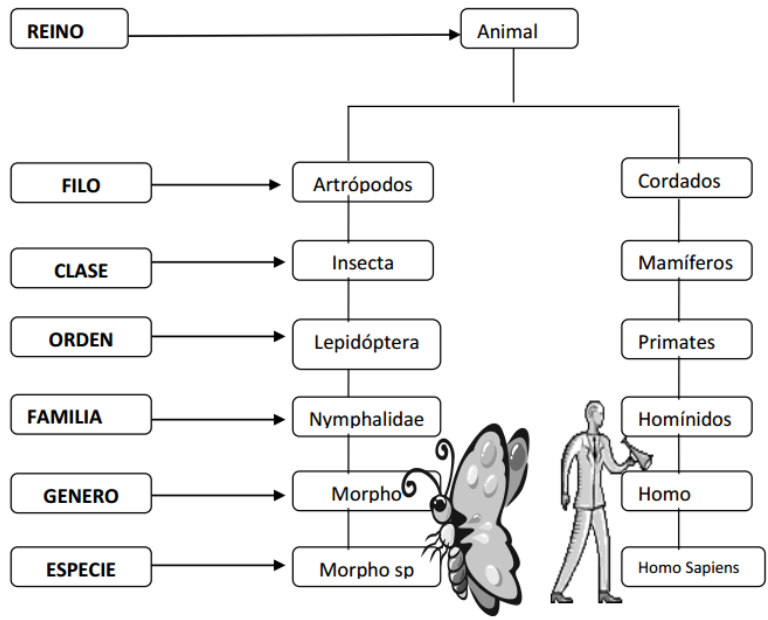 REINO
Animal
FILO
Artrópodos
Cordados
CLASE
Insecta
Mamíferos
ORDEN
Lepidóptera
Primates
FAMILIA
Nymphalidae
Homínidos
GENERO
Morpho
Homo
ESPECIE
Morpho sp
Homo Sapiens